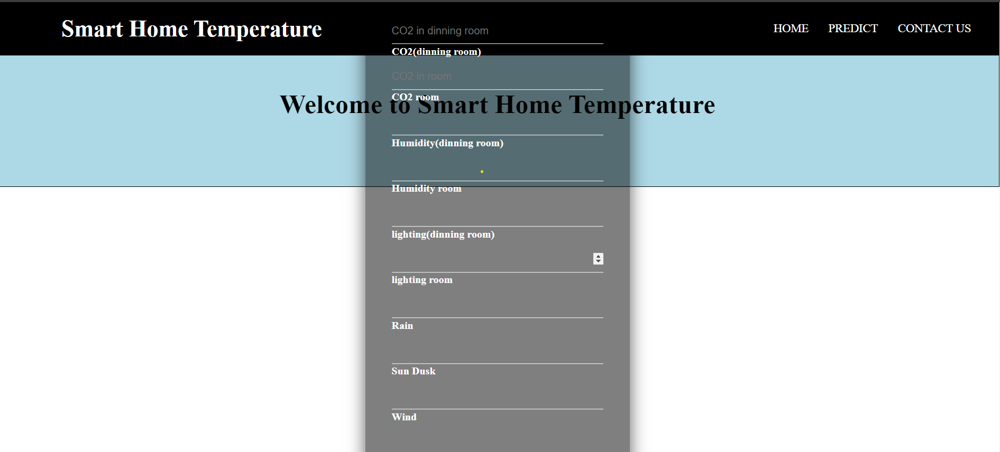 Smart Home Temperature
HOME PREDICT CONTACT US
CO2 in dinning room
CO2(dinning room)
CO2 in room
CO2 room
Welcome to Smart Home Temperature
Humidity(dinning room)
Humidity room
lighting(dinning room)
lighting room
Rain
Sun Dusk
Wind